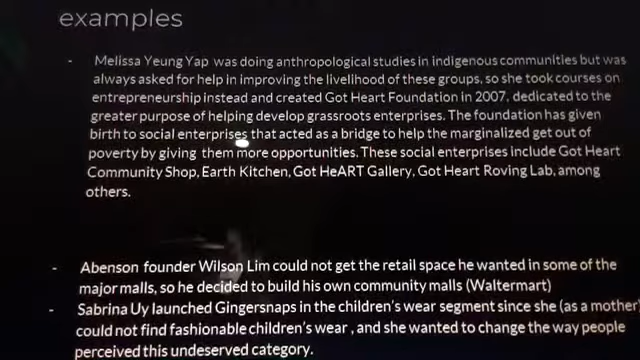 examples
- Melissa Yeung Yap was doing anthropological studies in indigenous communities but was
always asked for help in improving the livelihood of these groups, so she took courses on
entrepreneurship instead and created Got Heart Foundation in 2007, dedicated to the
greater purpose of helping develop grassroots enterprises. The foundation has given
birth to social enterprises that acted as a bridge to help the marginalized get out of
poverty by giving them more opportunities. These social enterprises include Got Heart
Community Shop, Earth Kitchen, Got HeART Gallery, Got Heart Roving Lab, among
others.
- Abenson founder Wilson Lim could not get the retail space he wanted in some of the
major malls, so he decided to build his own community malls (Waltermart)
- Sabrina Uy launched Gingersnaps in the children's wear segment since she (as a mother)
could not find fashionable children's wear , and she wanted to change the way people
perceived this undeserved category.